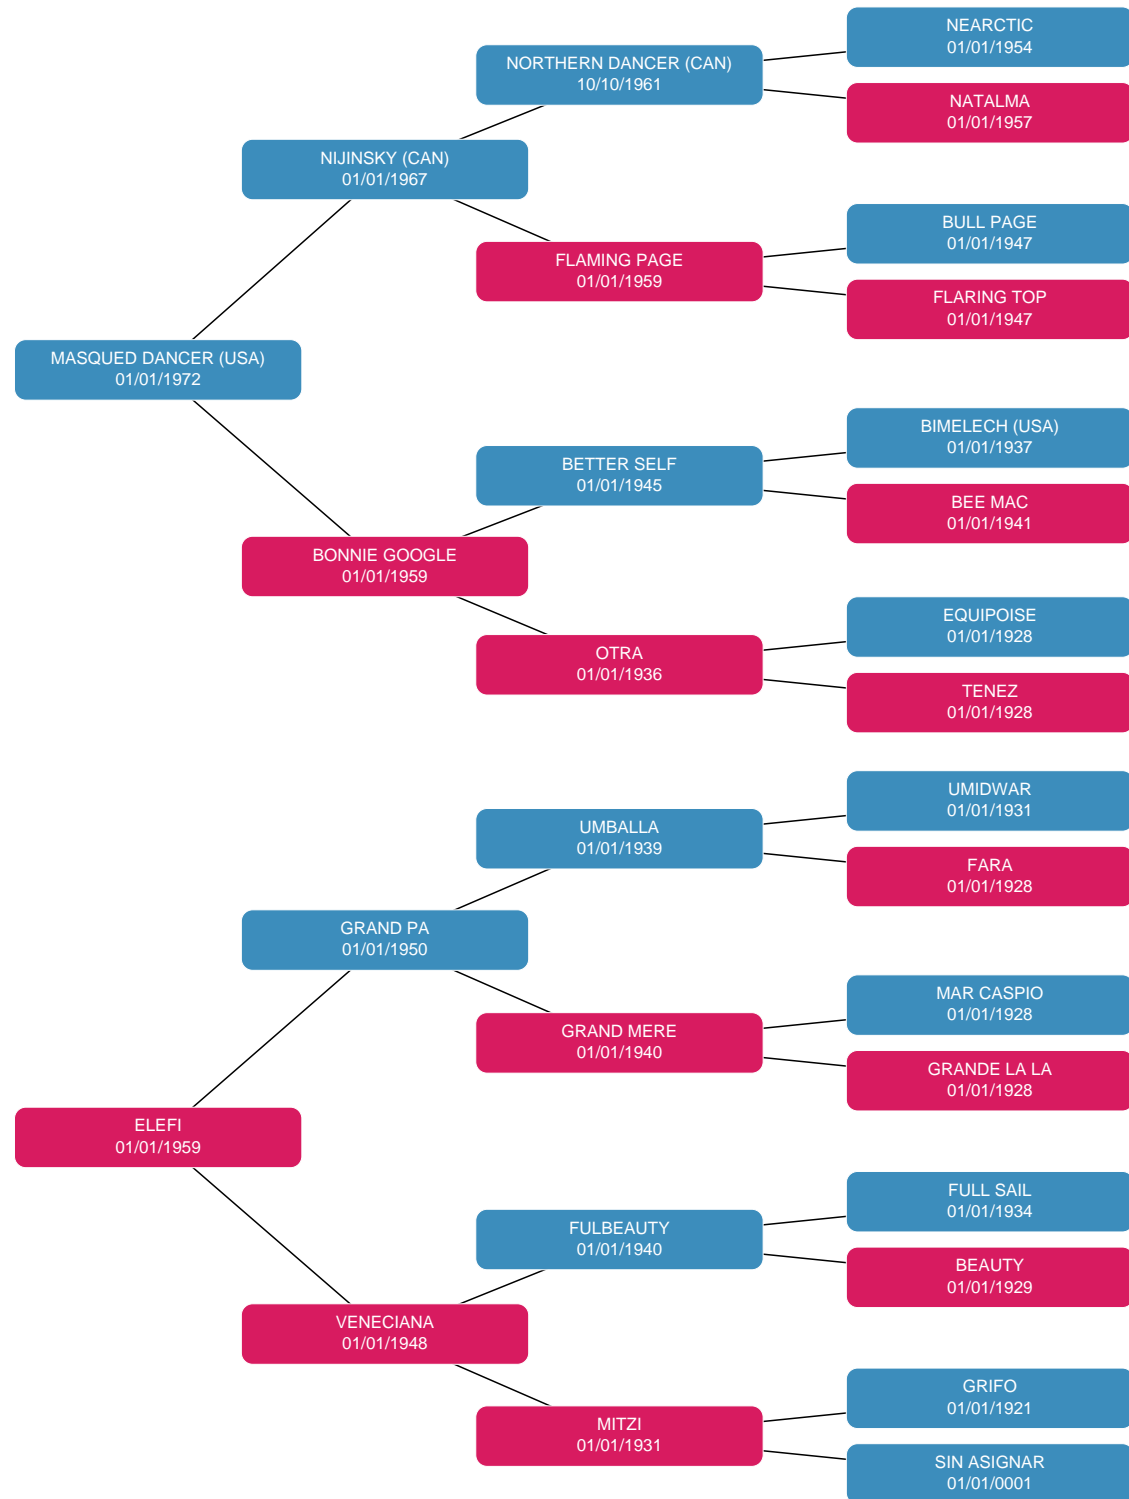 NEARCTIC
01/01/1954
NORTHERN DANCER (CAN)
10/10/1961
NATALMA
01/01/1957
NIJINSKY (CAN)
01/01/1967
BULL PAGE
01/01/1947
FLAMING PAGE
01/01/1959
FLARING TOP
01/01/1947
MASQUED DANCER (USA)
01/01/1972
BIMELECH (USA)
01/01/1937
BETTER SELF
01/01/1945
BEE MAC
01/01/1941
BONNIE GOOGLE
01/01/1959
EQUIPOISE
01/01/1928
OTRA
01/01/1936
TENEZ
01/01/1928
UMIDWAR
01/01/1931
UMBALLA
01/01/1939
FARA
01/01/1928
GRAND PA
01/01/1950
MAR CASPIO
01/01/1928
GRAND MERE
01/01/1940
GRANDE LA LA
01/01/1928
ELEFI
01/01/1959
FULL SAIL
01/01/1934
FULBEAUTY
01/01/1940
BEAUTY
01/01/1929
VENECIANA
01/01/1948
GRIFO
01/01/1921
MITZI
01/01/1931
SIN ASIGNAR
01/01/0001